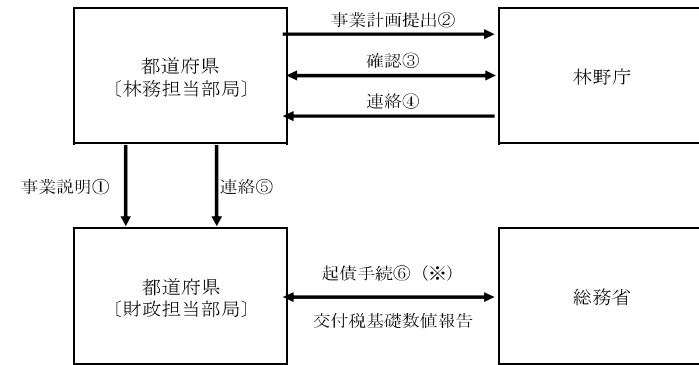 事業計画提出②
都道府県
〔林務担当部局〕
確認③
林野庁
連絡④
事業説明①
連絡⑤
都道府県
〔財政担当部局〕
起債手続⑥（※）
総務省
交付税基礎数値報告